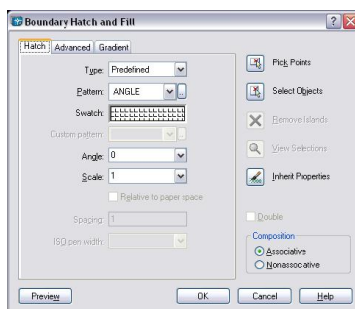 Boundary Hatch and Fill
Hatch Advanced Gradient
Type: Predefined
Pattern: ANGLE
Swatch:
Custom pattern:
Angle: 0
Scale: 1
Relative to paper space
Spacing: 1
ISO pen width:
Pick Points
Select Objects
Remove Islands
View Selections
Inherit Properties
Double
Composition
Associative
Nonassociative
Preview OK Cancel Help